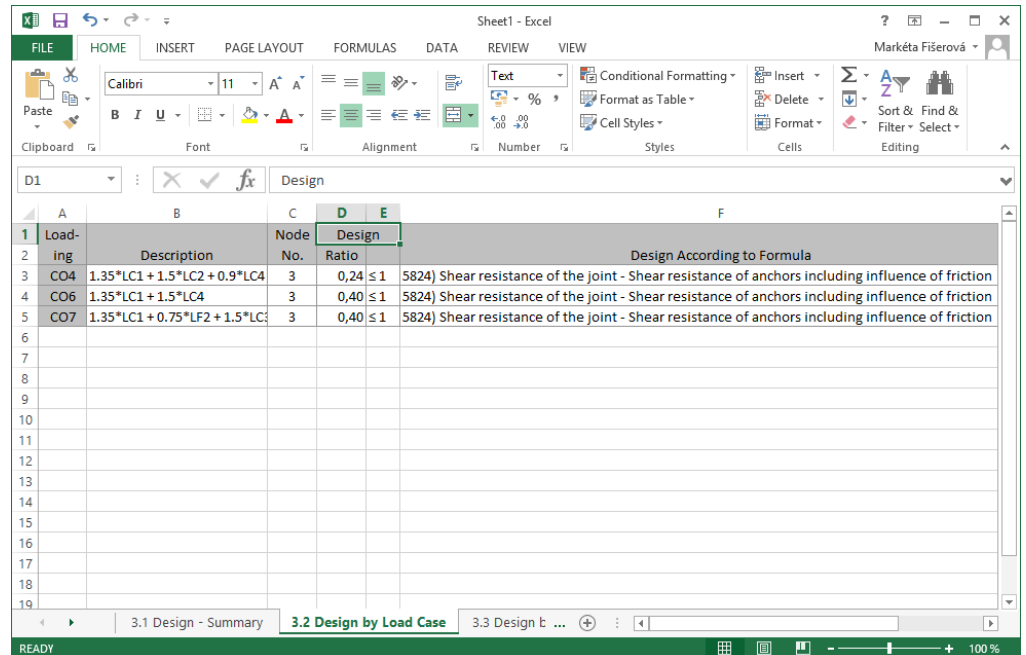 Sheet1 - Excel
FILE HOME INSERT PAGE LAYOUT FORMULAS DATA REVIEW VIEW Markéta Fišerová
Paste
Calibri 11
B I U
Text
%
Conditional Formatting
Format as Table
Cell Styles
Insert
Delete
Format
Sort & Filter
Find & Select
Clipboard Font Alignment Number Styles Cells Editing
D1 fx Design
A B C D E F
1 Load- Node Design
2 ing Description No. Ratio Design According to Formula
3 CO4 1.35*LC1 + 1.5*LC2 + 0.9*LC4 3 0,24 ≤ 1 5824) Shear resistance of the joint - Shear resistance of anchors including influence of friction
4 CO6 1.35*LC1 + 1.5*LC4 3 0,40 ≤ 1 5824) Shear resistance of the joint - Shear resistance of anchors including influence of friction
5 CO7 1.35*LC1 + 0.75*LF2 + 1.5*LC 3 0,40 ≤ 1 5824) Shear resistance of the joint - Shear resistance of anchors including influence of friction
6
7
8
9
10
11
12
13
14
15
16
17
18
19
3.1 Design - Summary 3.2 Design by Load Case 3.3 Design b ...
READY 100 %